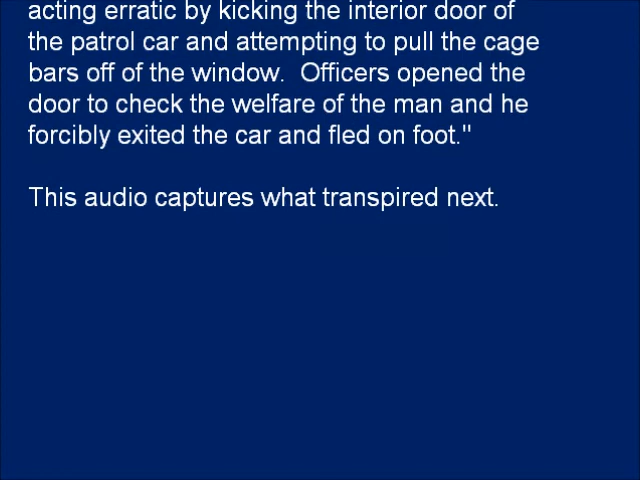 acting erratic by kicking the interior door of
the patrol car and attempting to pull the cage
bars off of the window.  Officers opened the
door to check the welfare of the man and he
forcibly exited the car and fled on foot."
This audio captures what transpired next.